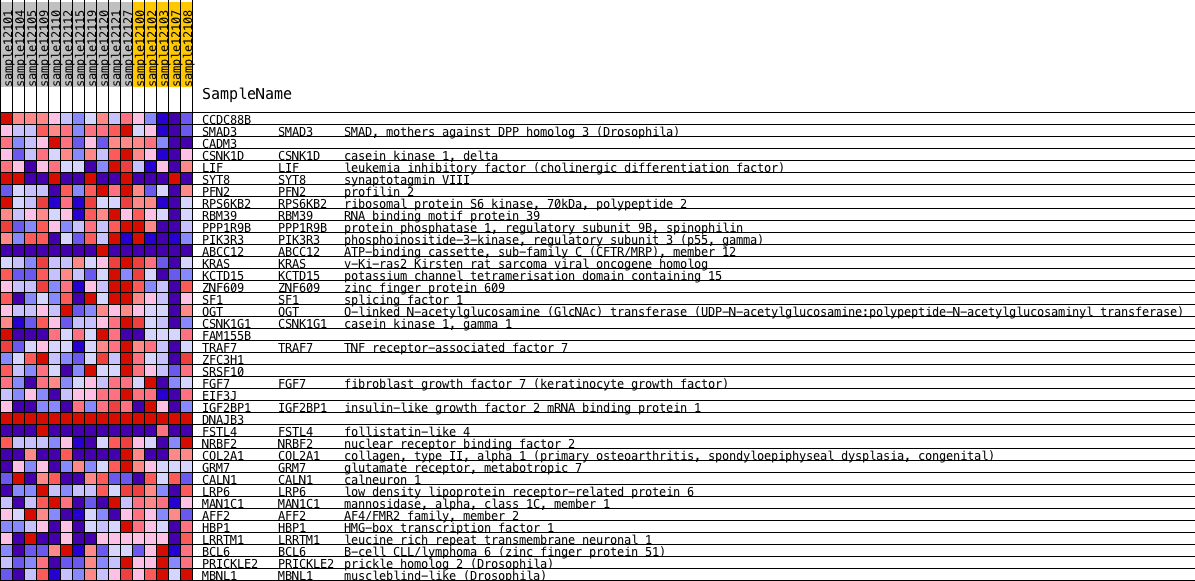 sample12101
sample12104
sample12105
sample12109
sample12110
sample12112
sample12115
sample12119
sample12120
sample12121
sample12127
sample12100
sample12102
sample12103
sample12107
sample12108
SampleName
CCDC88B
SMAD3 SMAD3 SMAD, mothers against DPP homolog 3 (Drosophila)
CADM3
CSNK1D CSNK1D casein kinase 1, delta
LIF LIF leukemia inhibitory factor (cholinergic differentiation factor)
SYT8 SYT8 synaptotagmin VIII
PFN2 PFN2 profilin 2
RPS6KB2 RPS6KB2 ribosomal protein S6 kinase, 70kDa, polypeptide 2
RBM39 RBM39 RNA binding motif protein 39
PPP1R9B PPP1R9B protein phosphatase 1, regulatory subunit 9B, spinophilin
PIK3R3 PIK3R3 phosphoinositide-3-kinase, regulatory subunit 3 (p55, gamma)
ABCC12 ABCC12 ATP-binding cassette, sub-family C (CFTR/MRP), member 12
KRAS KRAS v-Ki-ras2 Kirsten rat sarcoma viral oncogene homolog
KCTD15 KCTD15 potassium channel tetramerisation domain containing 15
ZNF609 ZNF609 zinc finger protein 609
SF1 SF1 splicing factor 1
OGT OGT O-linked N-acetylglucosamine (GlcNAc) transferase (UDP-N-acetylglucosamine:polypeptide-N-acetylglucosaminyl transferase)
CSNK1G1 CSNK1G1 casein kinase 1, gamma 1
FAM155B
TRAF7 TRAF7 TNF receptor-associated factor 7
ZFC3H1
SRSF10
FGF7 FGF7 fibroblast growth factor 7 (keratinocyte growth factor)
EIF3J
IGF2BP1 IGF2BP1 insulin-like growth factor 2 mRNA binding protein 1
DNAJB3
FSTL4 FSTL4 follistatin-like 4
NRBF2 NRBF2 nuclear receptor binding factor 2
COL2A1 COL2A1 collagen, type II, alpha 1 (primary osteoarthritis, spondyloepiphyseal dysplasia, congenital)
GRM7 GRM7 glutamate receptor, metabotropic 7
CALN1 CALN1 calneuron 1
LRP6 LRP6 low density lipoprotein receptor-related protein 6
MAN1C1 MAN1C1 mannosidase, alpha, class 1C, member 1
AFF2 AFF2 AF4/FMR2 family, member 2
HBP1 HBP1 HMG-box transcription factor 1
LRRTM1 LRRTM1 leucine rich repeat transmembrane neuronal 1
BCL6 BCL6 B-cell CLL/lymphoma 6 (zinc finger protein 51)
PRICKLE2 PRICKLE2 prickle homolog 2 (Drosophila)
MBNL1 MBNL1 muscleblind-like (Drosophila)